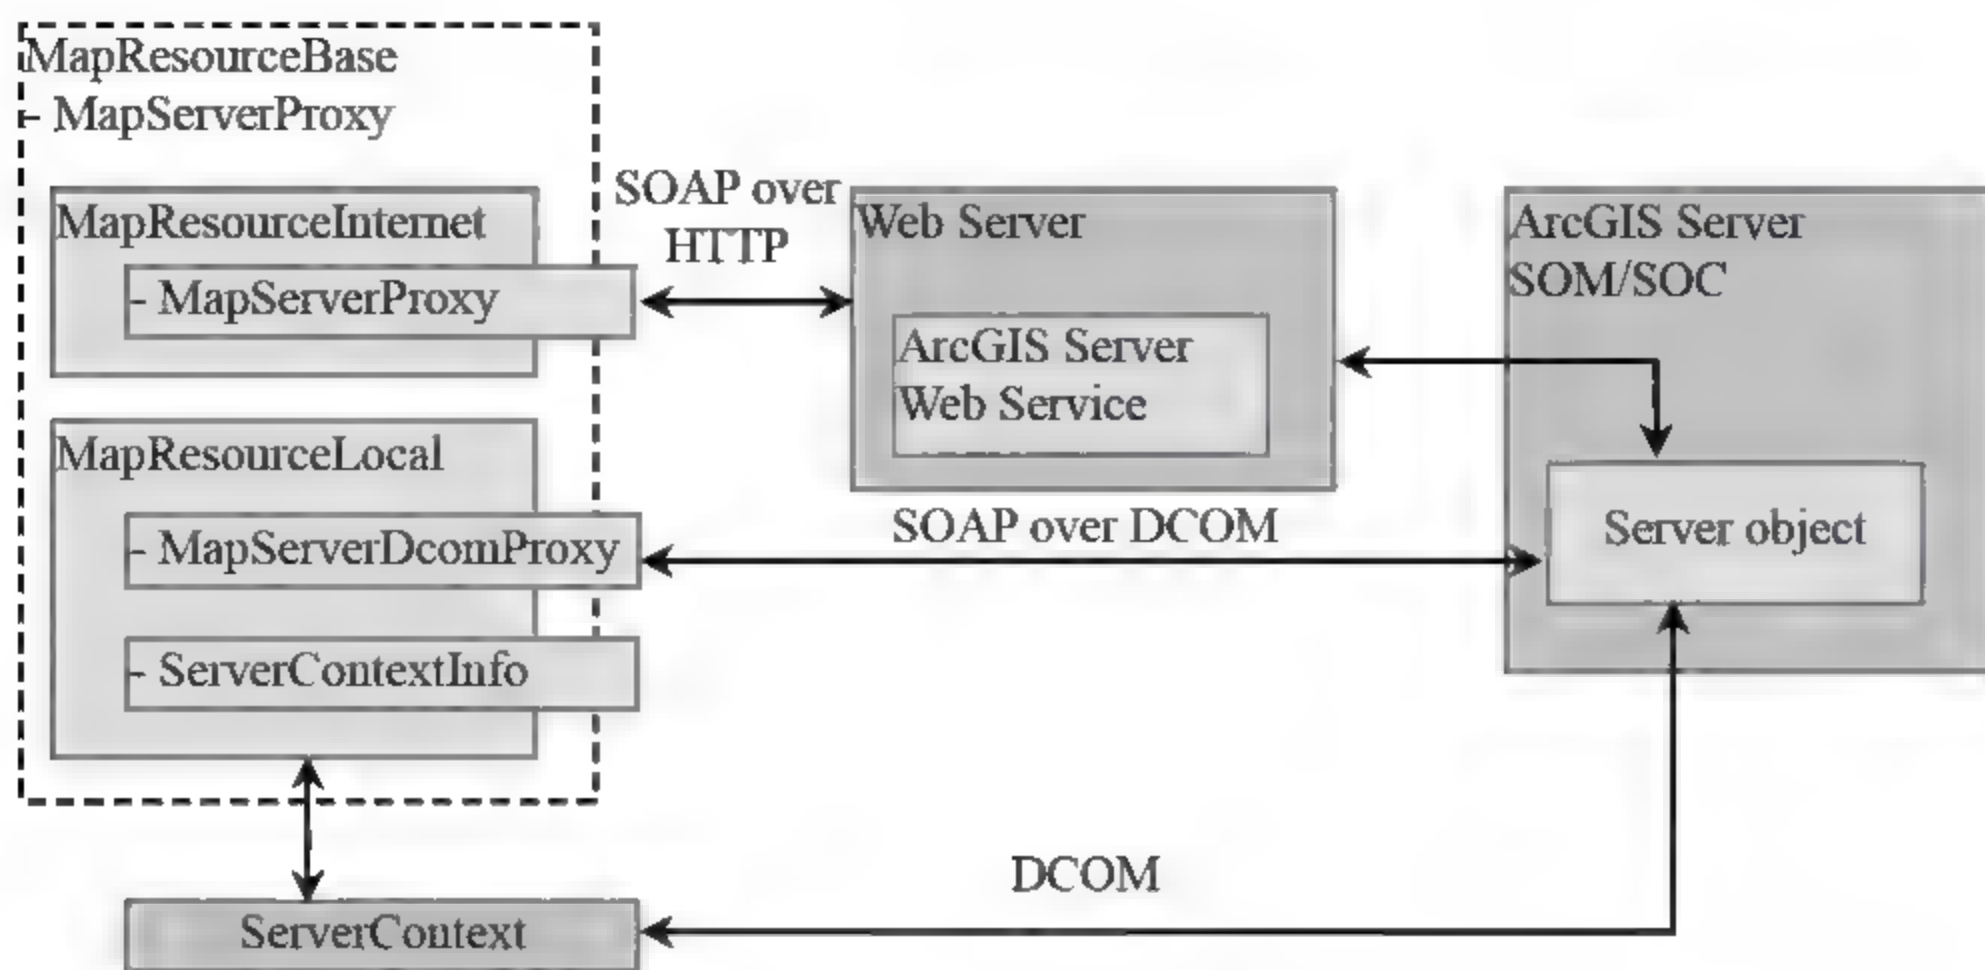 MapResourceBase
- MapServerProxy
MapResourceInternet
- MapServerProxy
SOAP over
HTTP
Web Server
ArcGIS Server
Web Service
ArcGIS Server
SOM/SOC
Server object
MapResourceLocal
- MapServerDcomProxy
- ServerContextInfo
SOAP over DCOM
DCOM
ServerContext